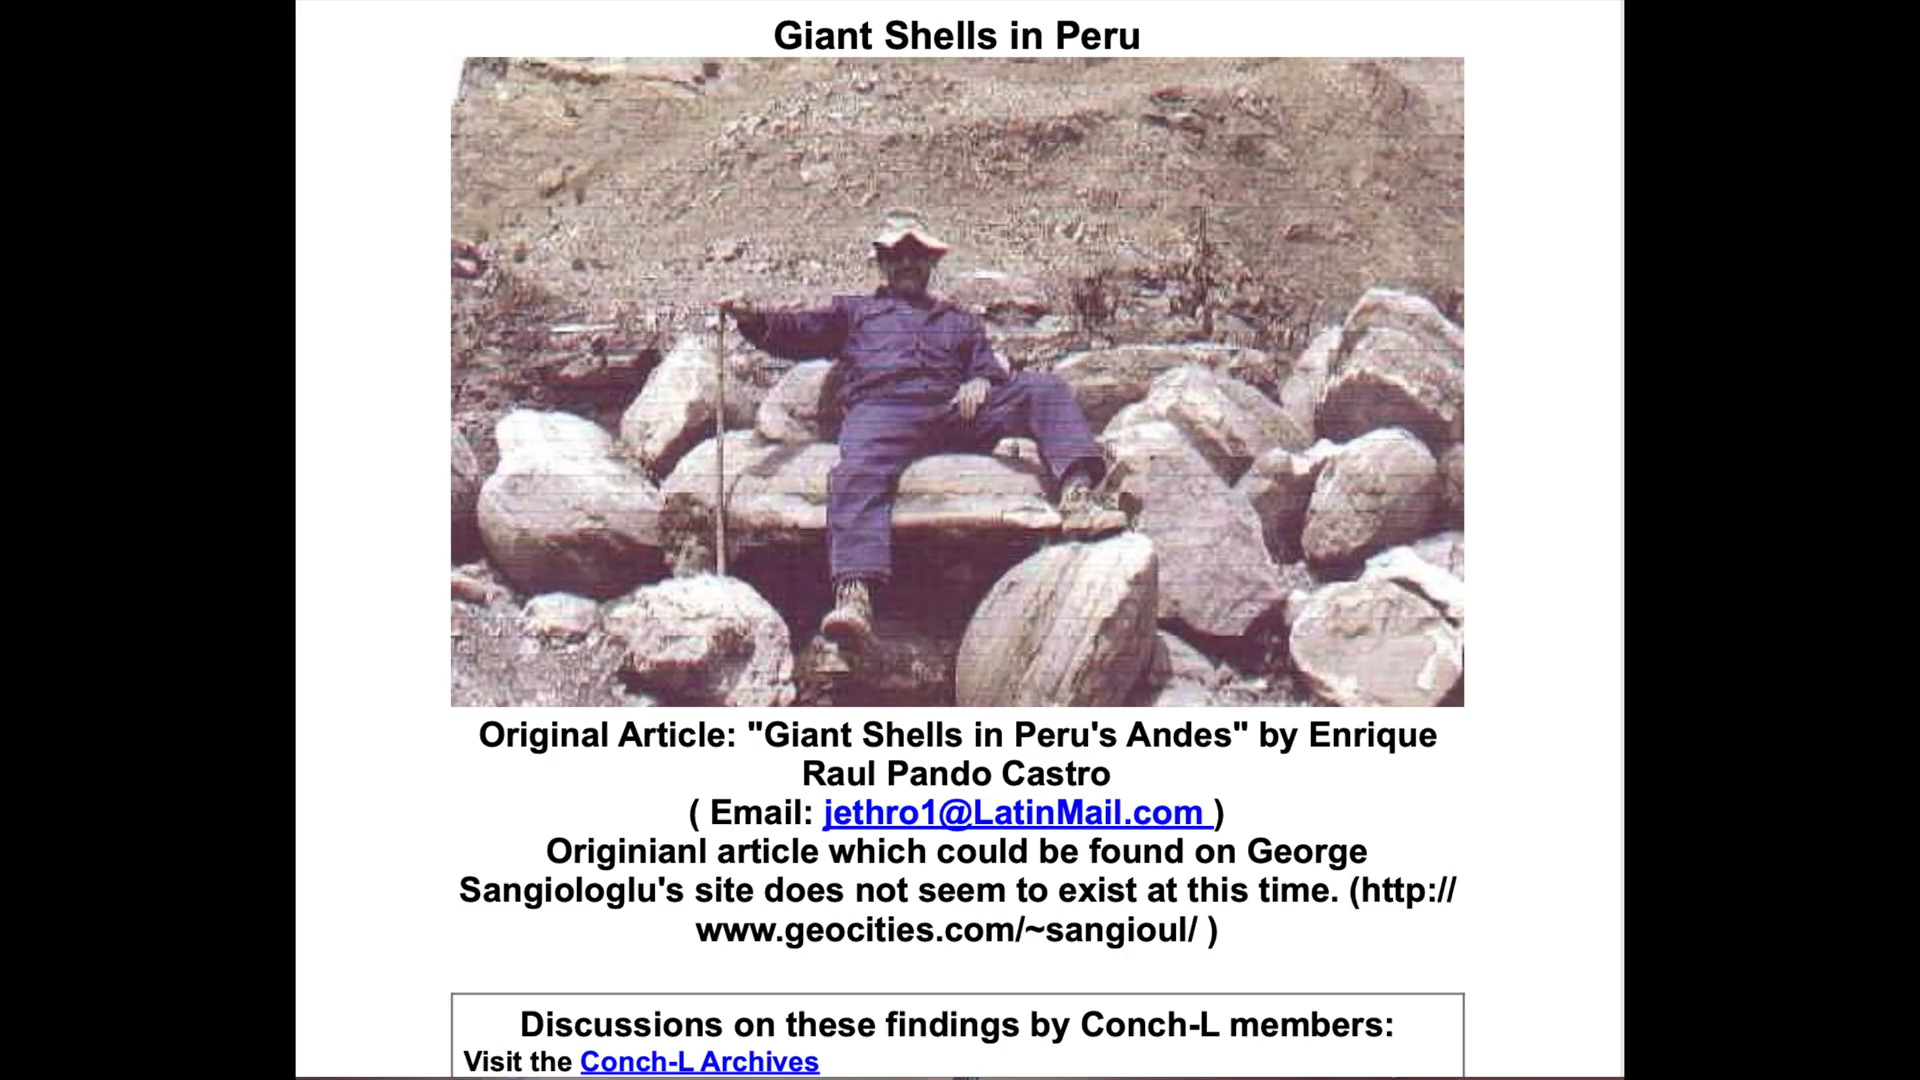 Giant Shells in Peru
Original Article: "Giant Shells in Peru's Andes" by Enrique
Raul Pando Castro
( Email: jethro1@LatinMail.com )
Originianl article which could be found on George
Sangiologlu's site does not seem to exist at this time. (http://
www.geocities.com/~sangioul/ )
Discussions on these findings by Conch-L members:
Visit the Conch-L Archives